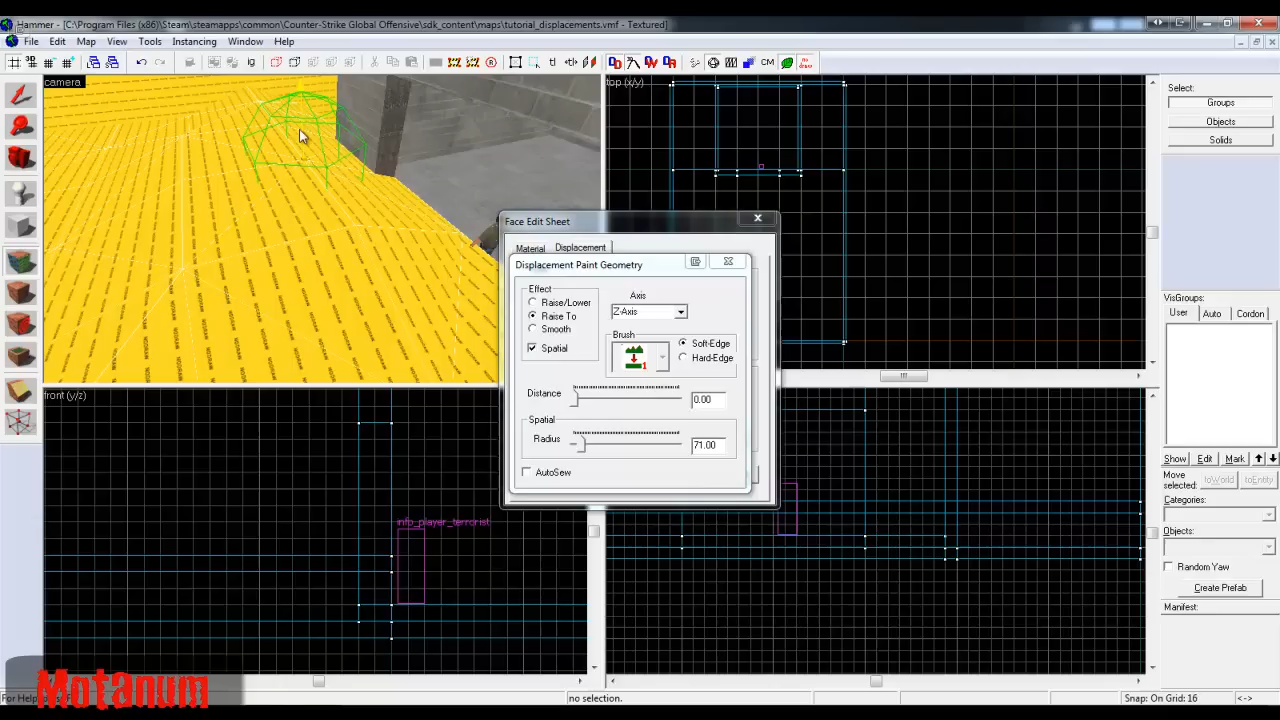 Hammer - [C:\Program Files (x86)\Steam\steamapps\common\Counter-Strike Global Offensive\sdk_content\maps\tutorial_displacements.vmf - Textured]
File Edit Map View Tools Instancing Window Help
CM
camera
top (x/y)
front (y/z)
info_player_terrorist
Face Edit Sheet
Material Displacement
Displacement Paint Geometry
Effect
Raise/Lower
Raise To
Smooth
Spatial
Axis
Z-Axis
Brush
1
Soft-Edge
Hard-Edge
Distance
0.00
Spatial
Radius
71.00
AutoSew
Select:
Groups
Objects
Solids
VisGroups:
User Auto Cordon
Show Edit Mark
Move selected:
toWorld toEntity
Categories:
Objects:
Random Yaw
Create Prefab
Manifest:
For Help
no selection.
Snap: On Grid: 16
<->
Motanum